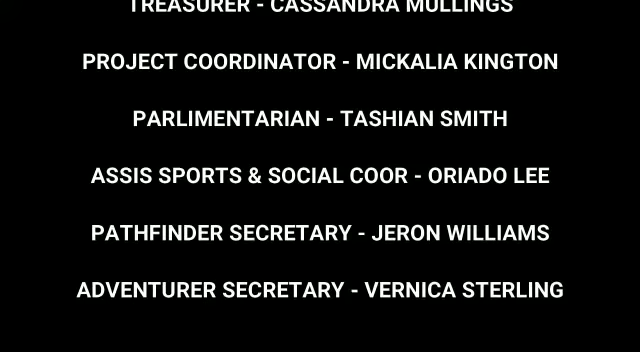 TREASURER - CASSANDRA MULLINGS
PROJECT COORDINATOR - MICKALIA KINGTON
PARLIMENTARIAN - TASHIAN SMITH
ASSIS SPORTS & SOCIAL COOR - ORIADO LEE
PATHFINDER SECRETARY - JERON WILLIAMS
ADVENTURER SECRETARY - VERNICA STERLING